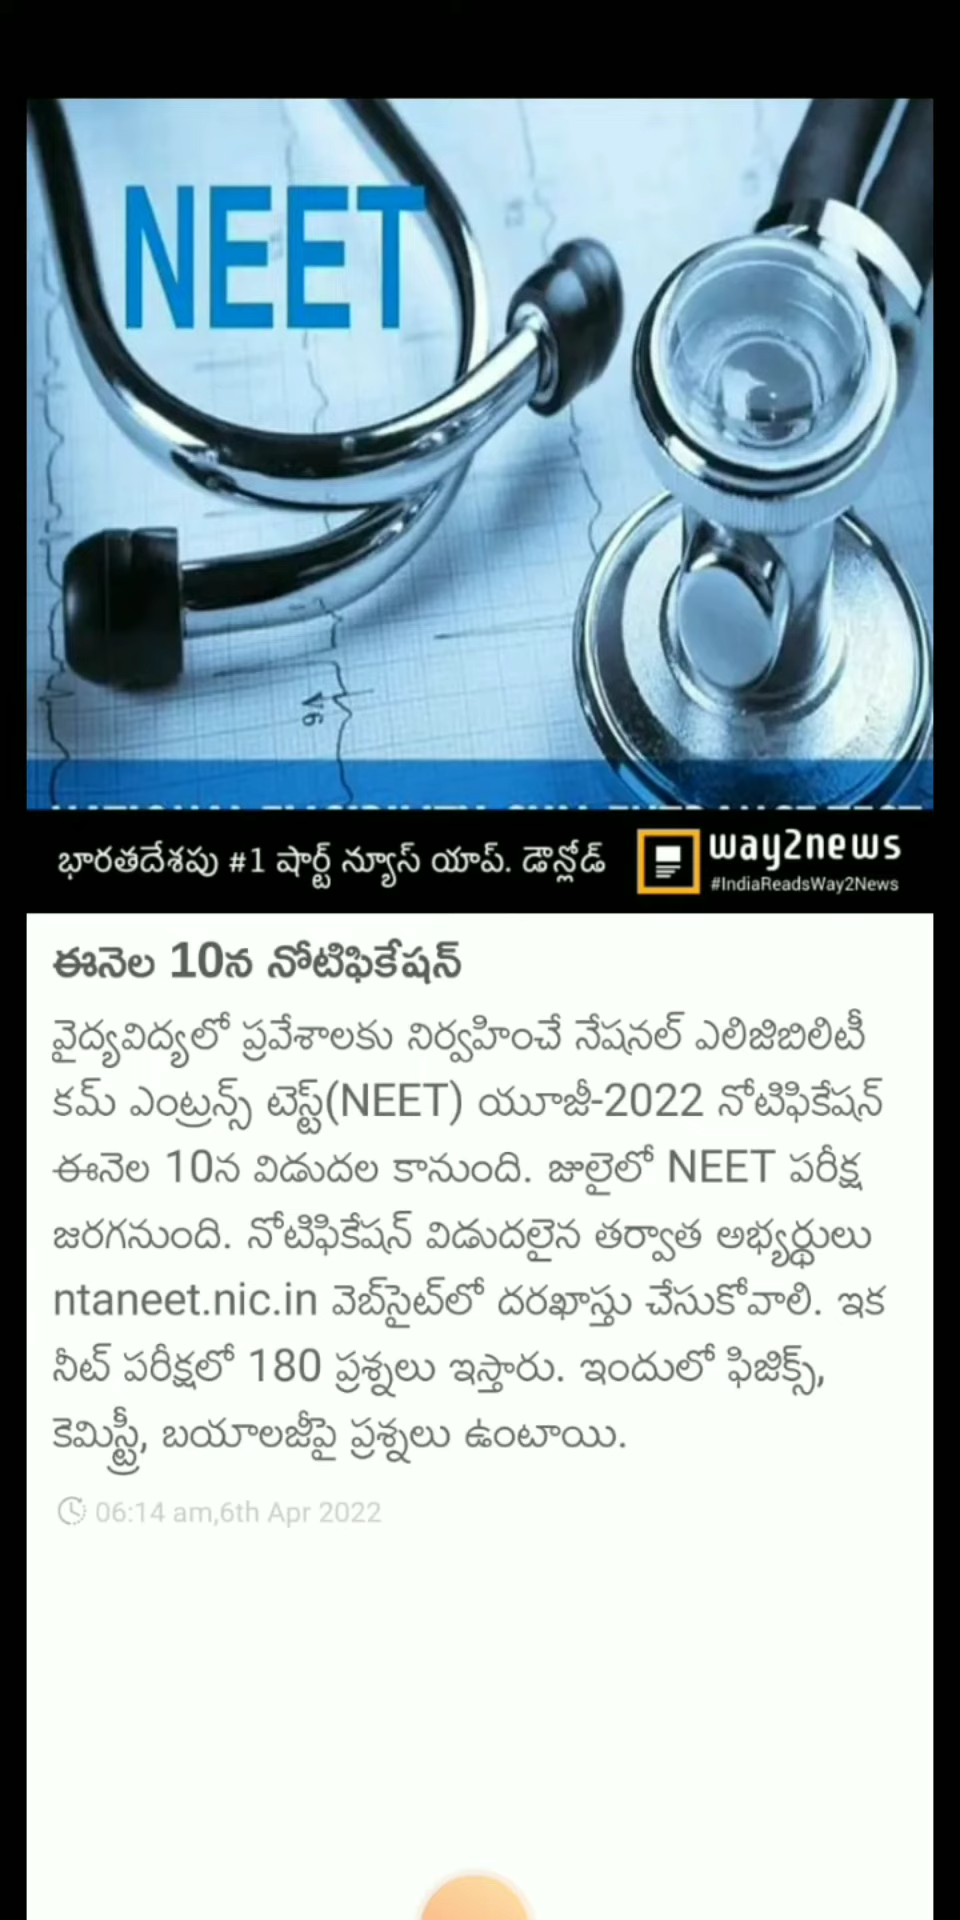 NEET
V6
భారతదేశపు #1 షార్ట్ న్యూస్ యాప్. డౌన్లోడ్
way2news
#IndiaReadsWay2News
ఈనెల 10న నోటిఫికేషన్
వైద్యవిద్యలో ప్రవేశాలకు నిర్వహించే నేషనల్ ఎలిజిబిలిటీ
కమ్ ఎంట్రన్స్ టెస్ట్(NEET) యూజీ-2022 నోటిఫికేషన్
ఈనెల 10న విడుదల కానుంది. జులైలో NEET పరీక్ష
జరగనుంది. నోటిఫికేషన్ విడుదలైన తర్వాత అభ్యర్థులు
ntaneet.nic.in వెబ్‌సైట్‌లో దరఖాస్తు చేసుకోవాలి. ఇక
నీట్ పరీక్షలో 180 ప్రశ్నలు ఇస్తారు. ఇందులో ఫిజిక్స్,
కెమిస్ట్రీ, బయాలజీపై ప్రశ్నలు ఉంటాయి.
06:14 am,6th Apr 2022